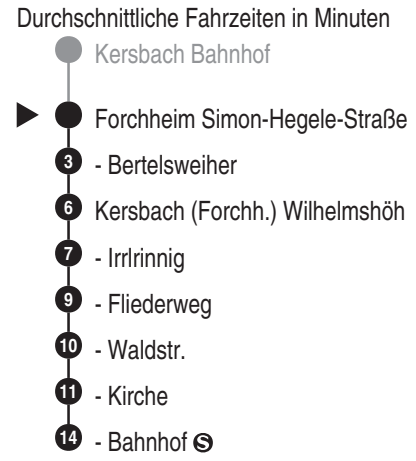 Durchschnittliche Fahrzeiten in Minuten
Kersbach Bahnhof
Forchheim Simon-Hegele-Straße
3 - Bertelsweiher
6 Kersbach (Forchh.) Wilhelmshöh
7 - Irrlrinnig
9 - Fliederweg
10 - Waldstr.
11 - Kirche
14 - Bahnhof S